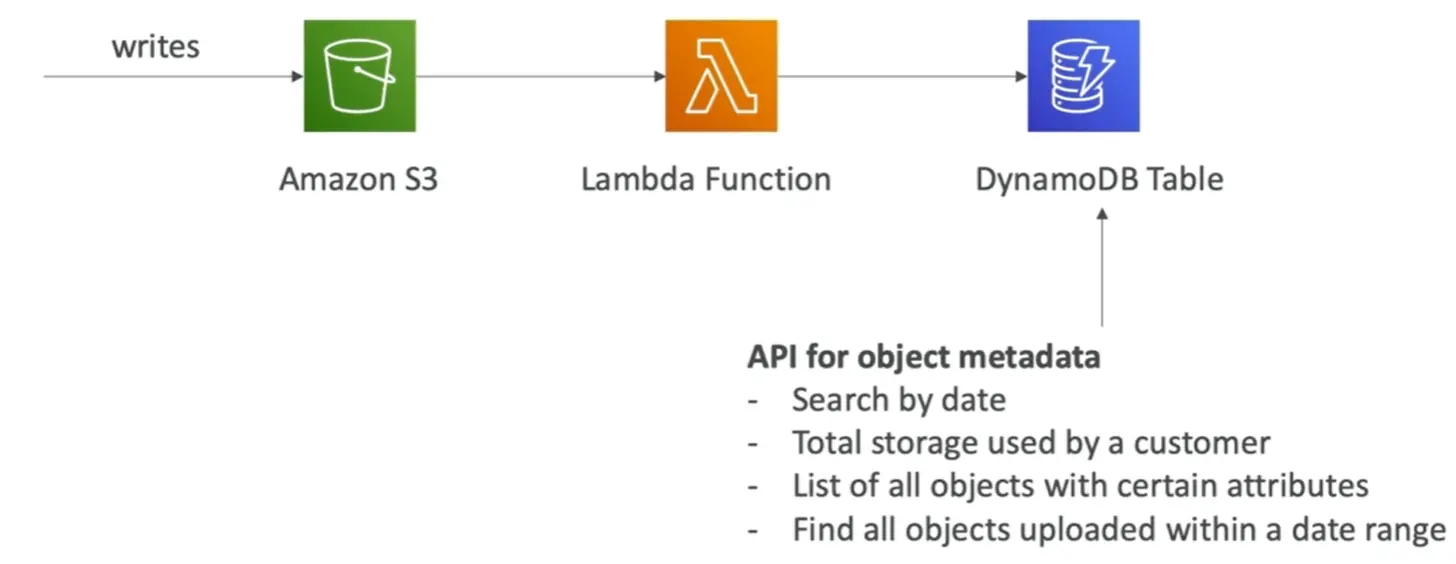 writes
Amazon S3
Lambda Function
DynamoDB Table
API for object metadata
- Search by date
- Total storage used by a customer
- List of all objects with certain attributes
- Find all objects uploaded within a date range